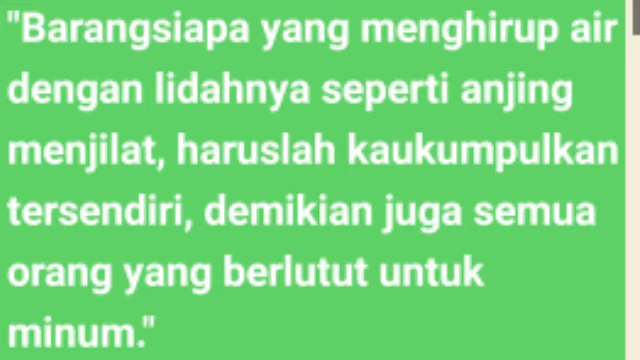 "Barangsiapa yang menghirup air
dengan lidahnya seperti anjing
menjilat, haruslah kaukumpulkan
tersendiri, demikian juga semua
orang yang berlutut untuk
minum."